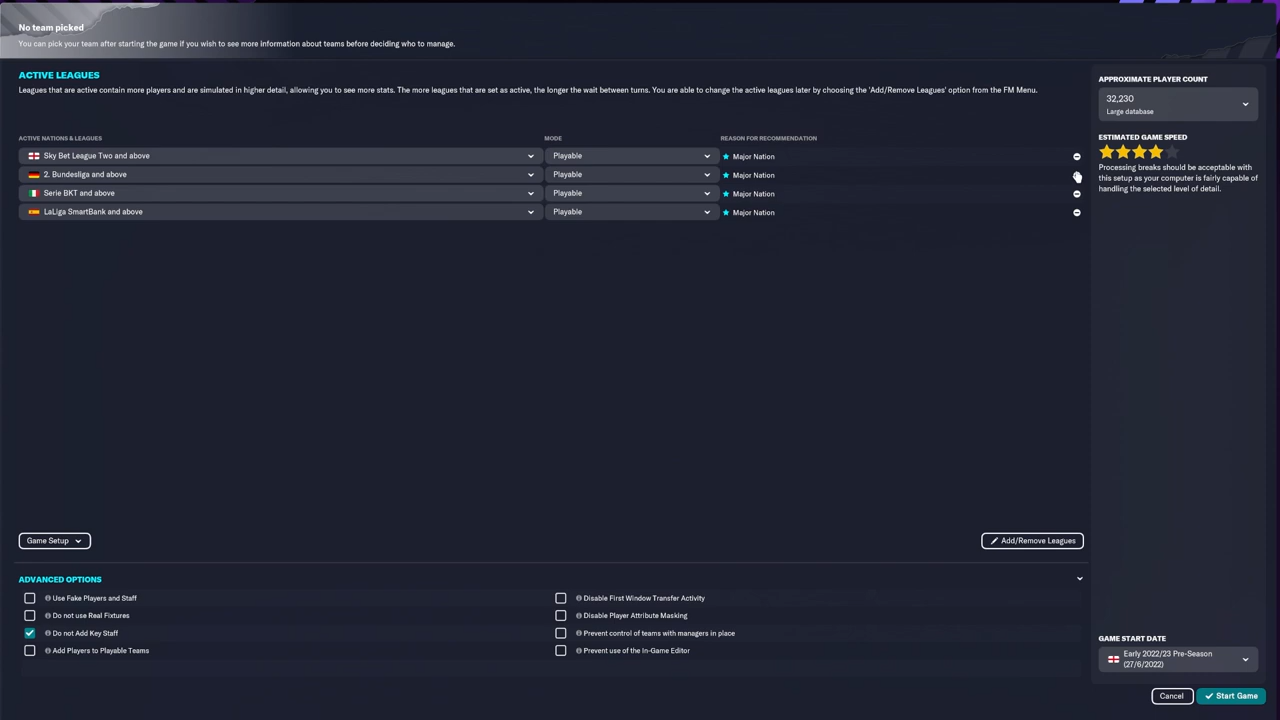 No team picked
You can pick your team after starting the game if you wish to see more information about teams before deciding who to manage.
ACTIVE LEAGUES
Leagues that are active contain more players and are simulated in higher detail, allowing you to see more stats. The more leagues that are set as active, the longer the wait between turns. You are able to change the active leagues later by choosing the 'Add/Remove Leagues' option from the FM Menu.
ACTIVE NATIONS & LEAGUES MODE REASON FOR RECOMMENDATION
Sky Bet League Two and above Playable Major Nation
2. Bundesliga and above Playable Major Nation
Serie BKT and above Playable Major Nation
LaLiga SmartBank and above Playable Major Nation
Game Setup
Add/Remove Leagues
ADVANCED OPTIONS
Use Fake Players and Staff
Do not use Real Fixtures
Do not Add Key Staff
Add Players to Playable Teams
Disable First Window Transfer Activity
Disable Player Attribute Masking
Prevent control of teams with managers in place
Prevent use of the In-Game Editor
APPROXIMATE PLAYER COUNT
32,230
Large database
ESTIMATED GAME SPEED
Processing breaks should be acceptable with
this setup as your computer is fairly capable of
handling the selected level of detail.
GAME START DATE
Early 2022/23 Pre-Season
(27/6/2022)
Cancel
Start Game